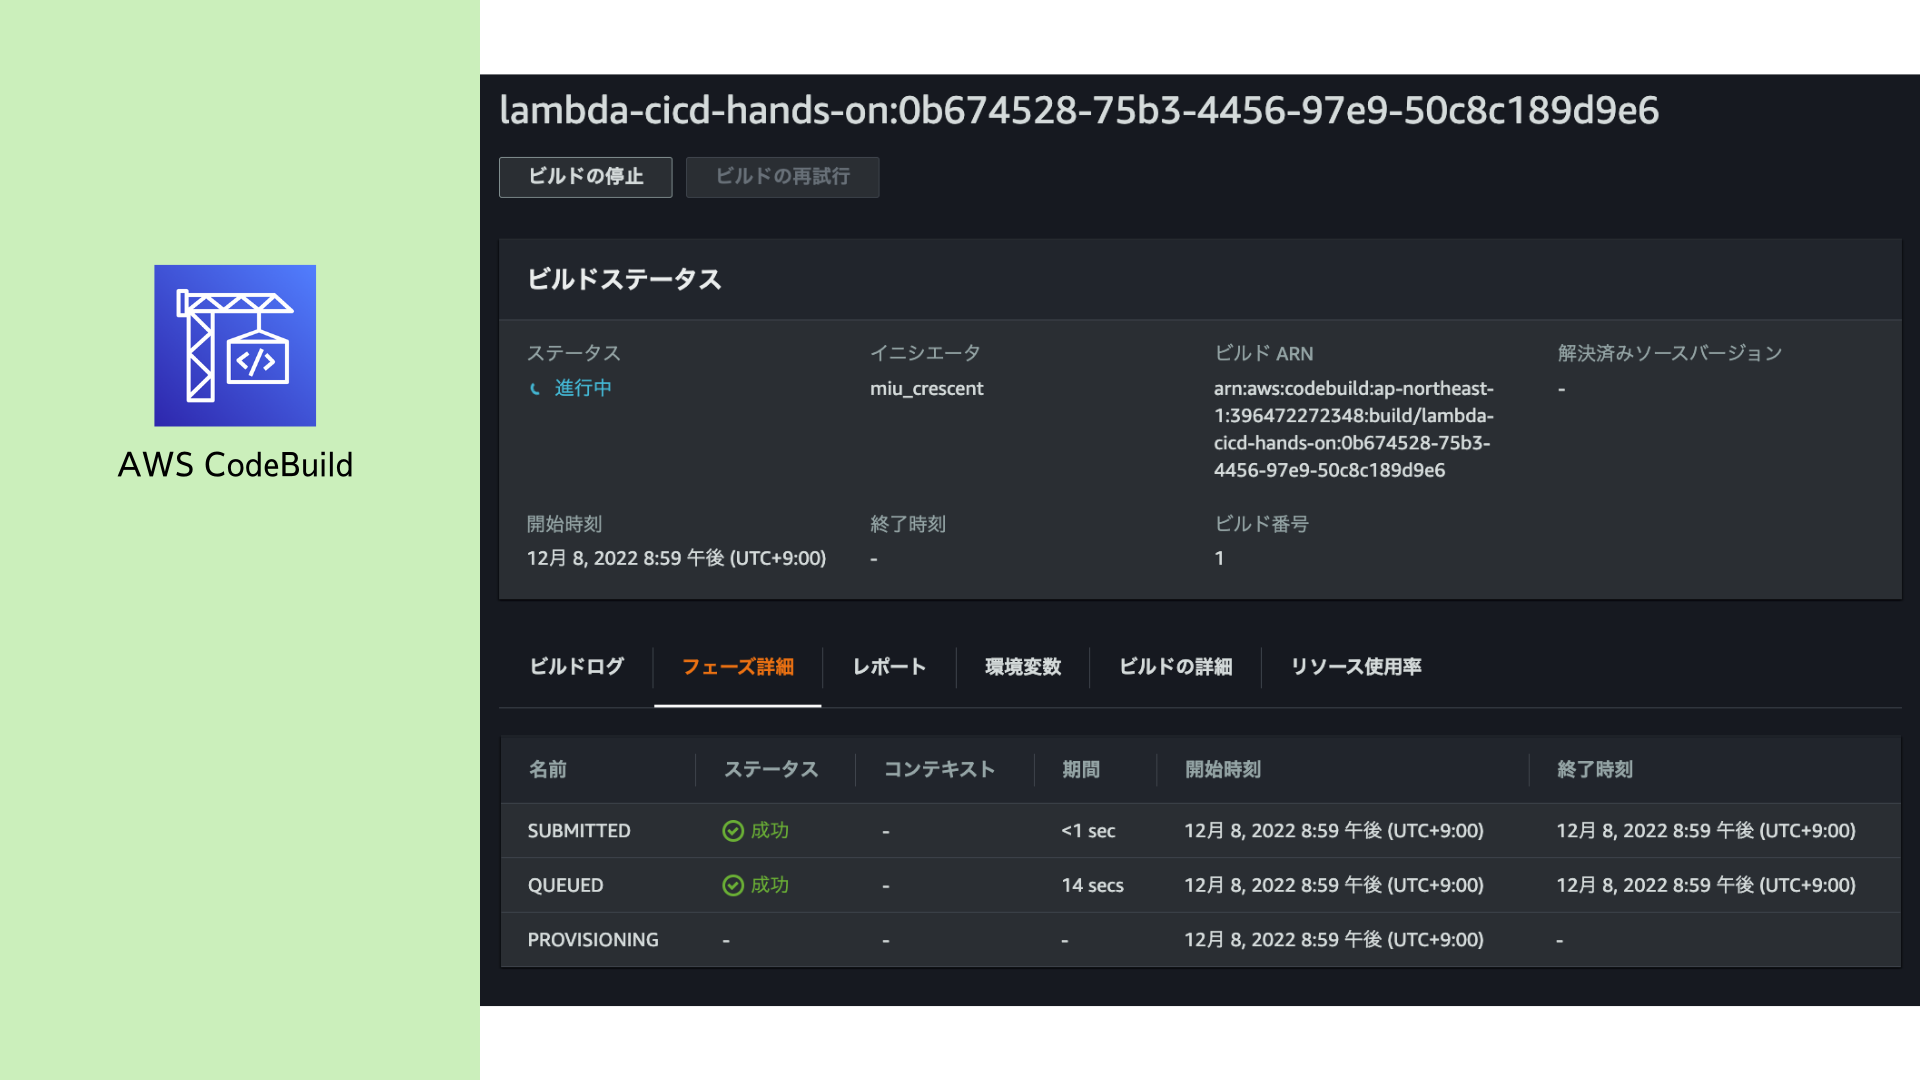 AWS CodeBuild
lambda-cicd-hands-on:0b674528-75b3-4456-97e9-50c8c189d9e6
ビルドの停止 ビルドの再試行
ビルドステータス
ステータス イニシエータ ビルド ARN 解決済みソースバージョン
進行中 miu_crescent arn:aws:codebuild:ap-northeast- -
1:396472272348:build/lambda-
cicd-hands-on:0b674528-75b3-
4456-97e9-50c8c189d9e6
開始時刻 終了時刻 ビルド番号
12月 8, 2022 8:59 午後 (UTC+9:00) - 1
ビルドログ フェーズ詳細 レポート 環境変数 ビルドの詳細 リソース使用率
名前 ステータス コンテキスト 期間 開始時刻 終了時刻
SUBMITTED 成功 - <1 sec 12月 8, 2022 8:59 午後 (UTC+9:00) 12月 8, 2022 8:59 午後 (UTC+9:00)
QUEUED 成功 - 14 secs 12月 8, 2022 8:59 午後 (UTC+9:00) 12月 8, 2022 8:59 午後 (UTC+9:00)
PROVISIONING - - - 12月 8, 2022 8:59 午後 (UTC+9:00) -